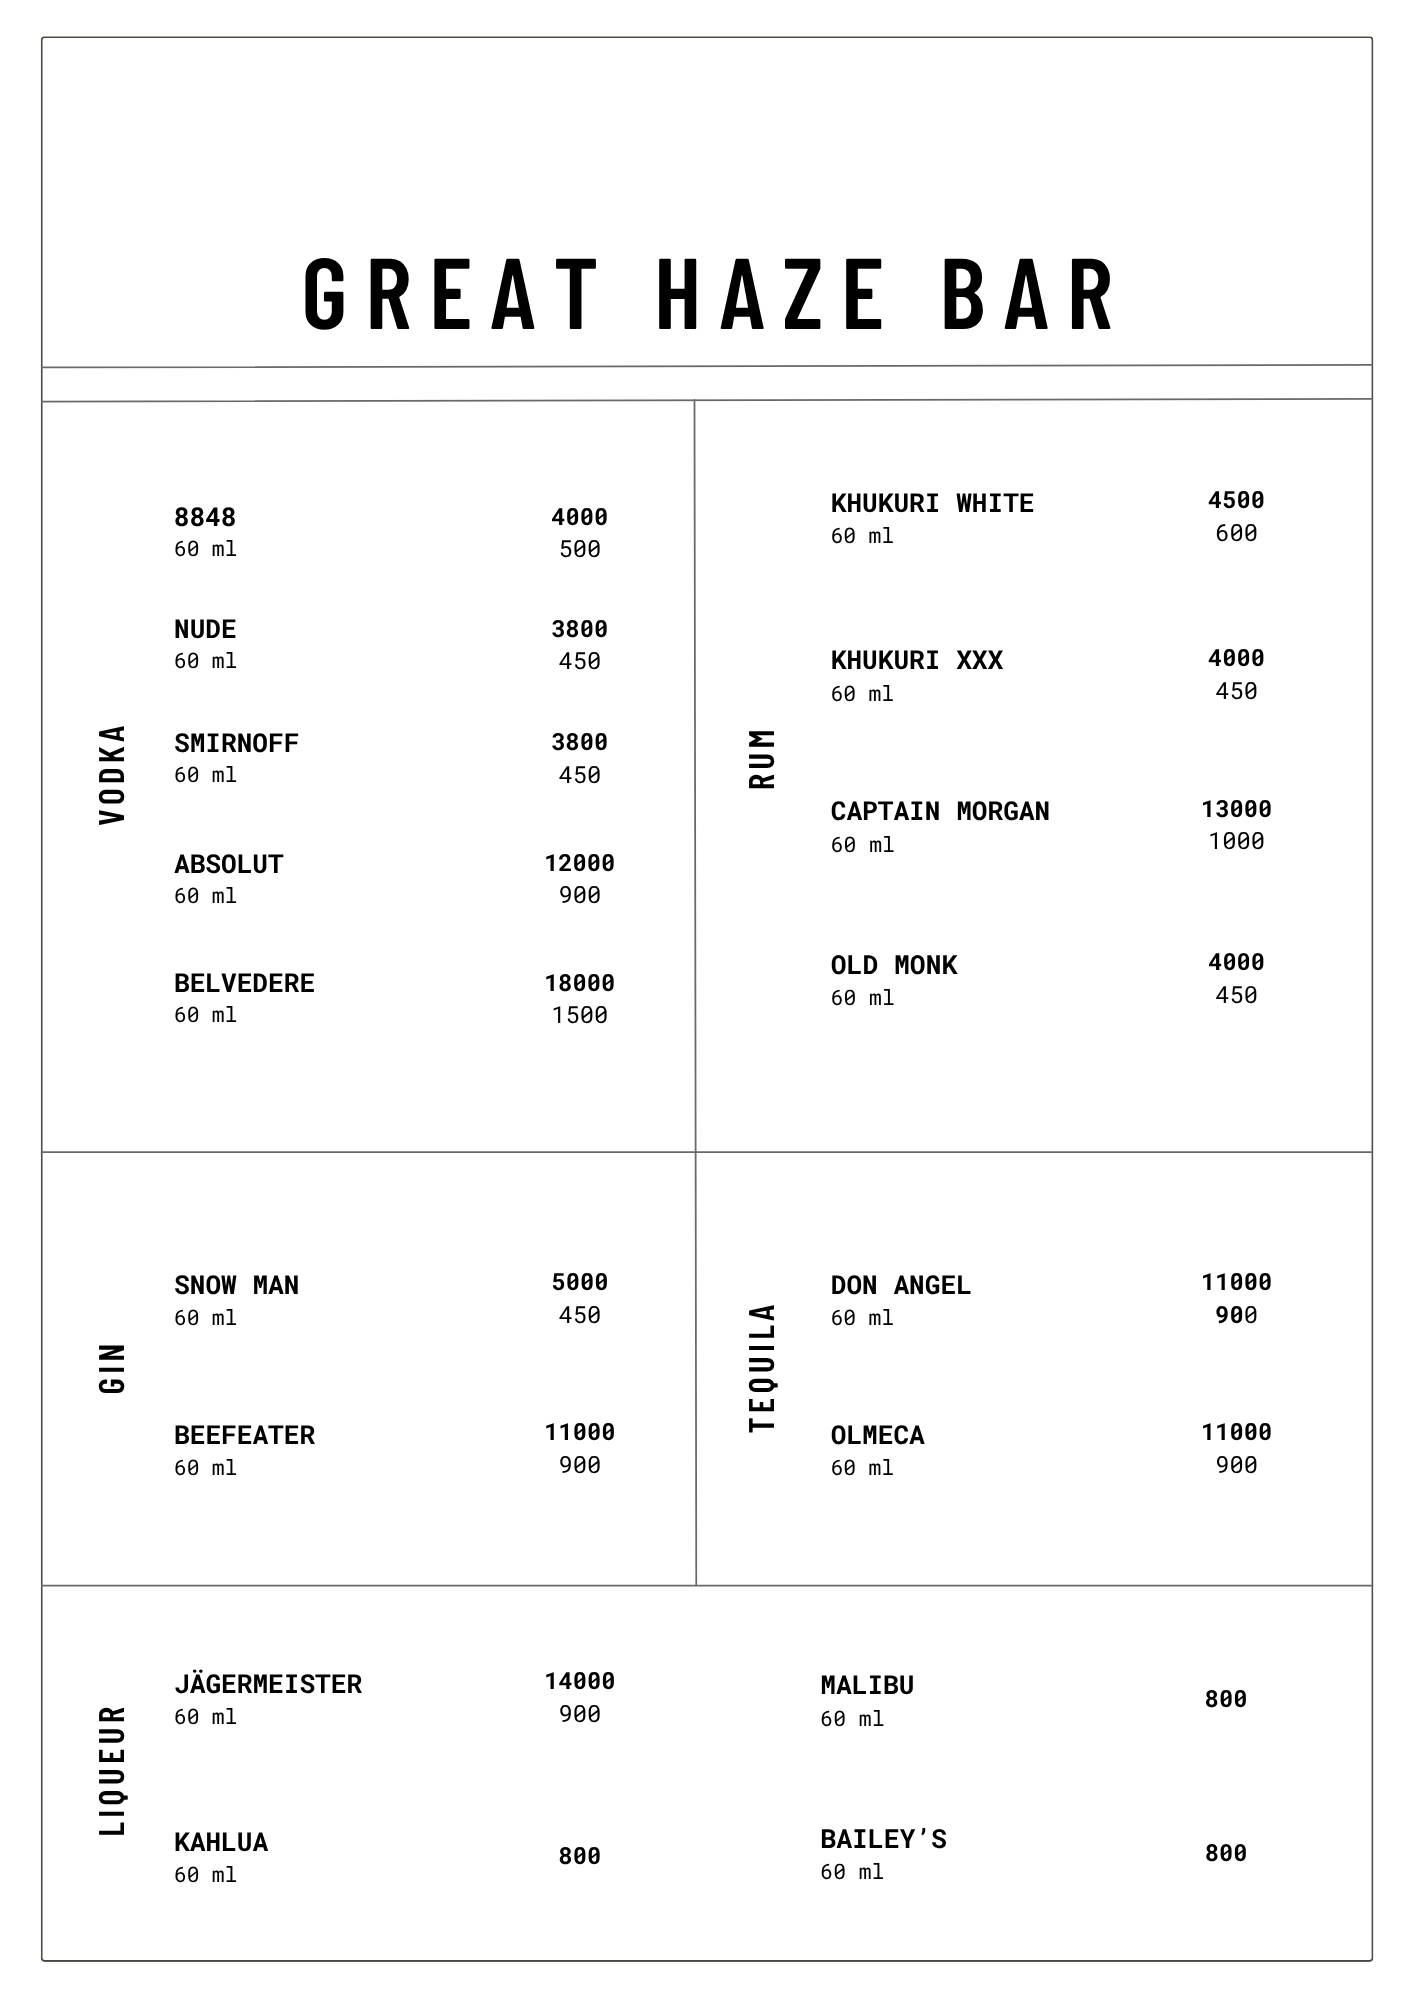 GREAT HAZE BAR
VODKA
8848 4000
60 ml 500
NUDE 3800
60 ml 450
SMIRNOFF 3800
60 ml 450
ABSOLUT 12000
60 ml 900
BELVEDERE 18000
60 ml 1500
RUM
KHUKURI WHITE 4500
60 ml 600
KHUKURI XXX 4000
60 ml 450
CAPTAIN MORGAN 13000
60 ml 1000
OLD MONK 4000
60 ml 450
GIN
SNOW MAN 5000
60 ml 450
BEEFEATER 11000
60 ml 900
TEQUILA
DON ANGEL 11000
60 ml 900
OLMECA 11000
60 ml 900
LIQUEUR
JÄGERMEISTER 14000
60 ml 900
KAHLUA 800
60 ml
MALIBU 800
60 ml
BAILEY’S 800
60 ml